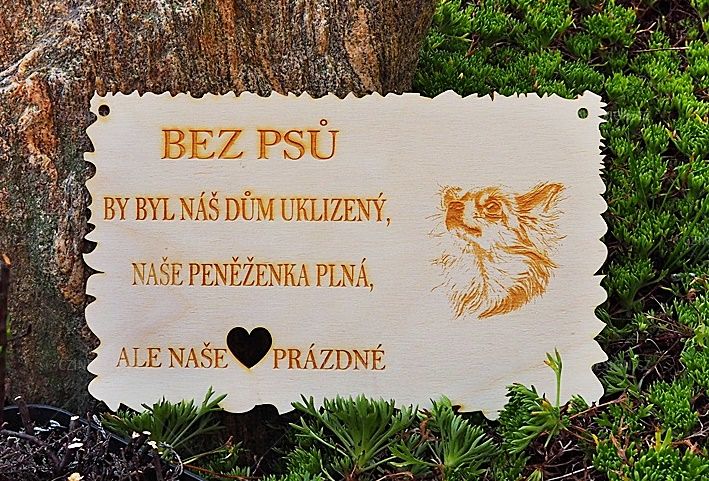 BEZ PSŮ
BY BYL NÁŠ DŮM UKLIZENÝ,
NAŠE PENĚŽENKA PLNÁ,
ALE NAŠE PRÁZDNÉ